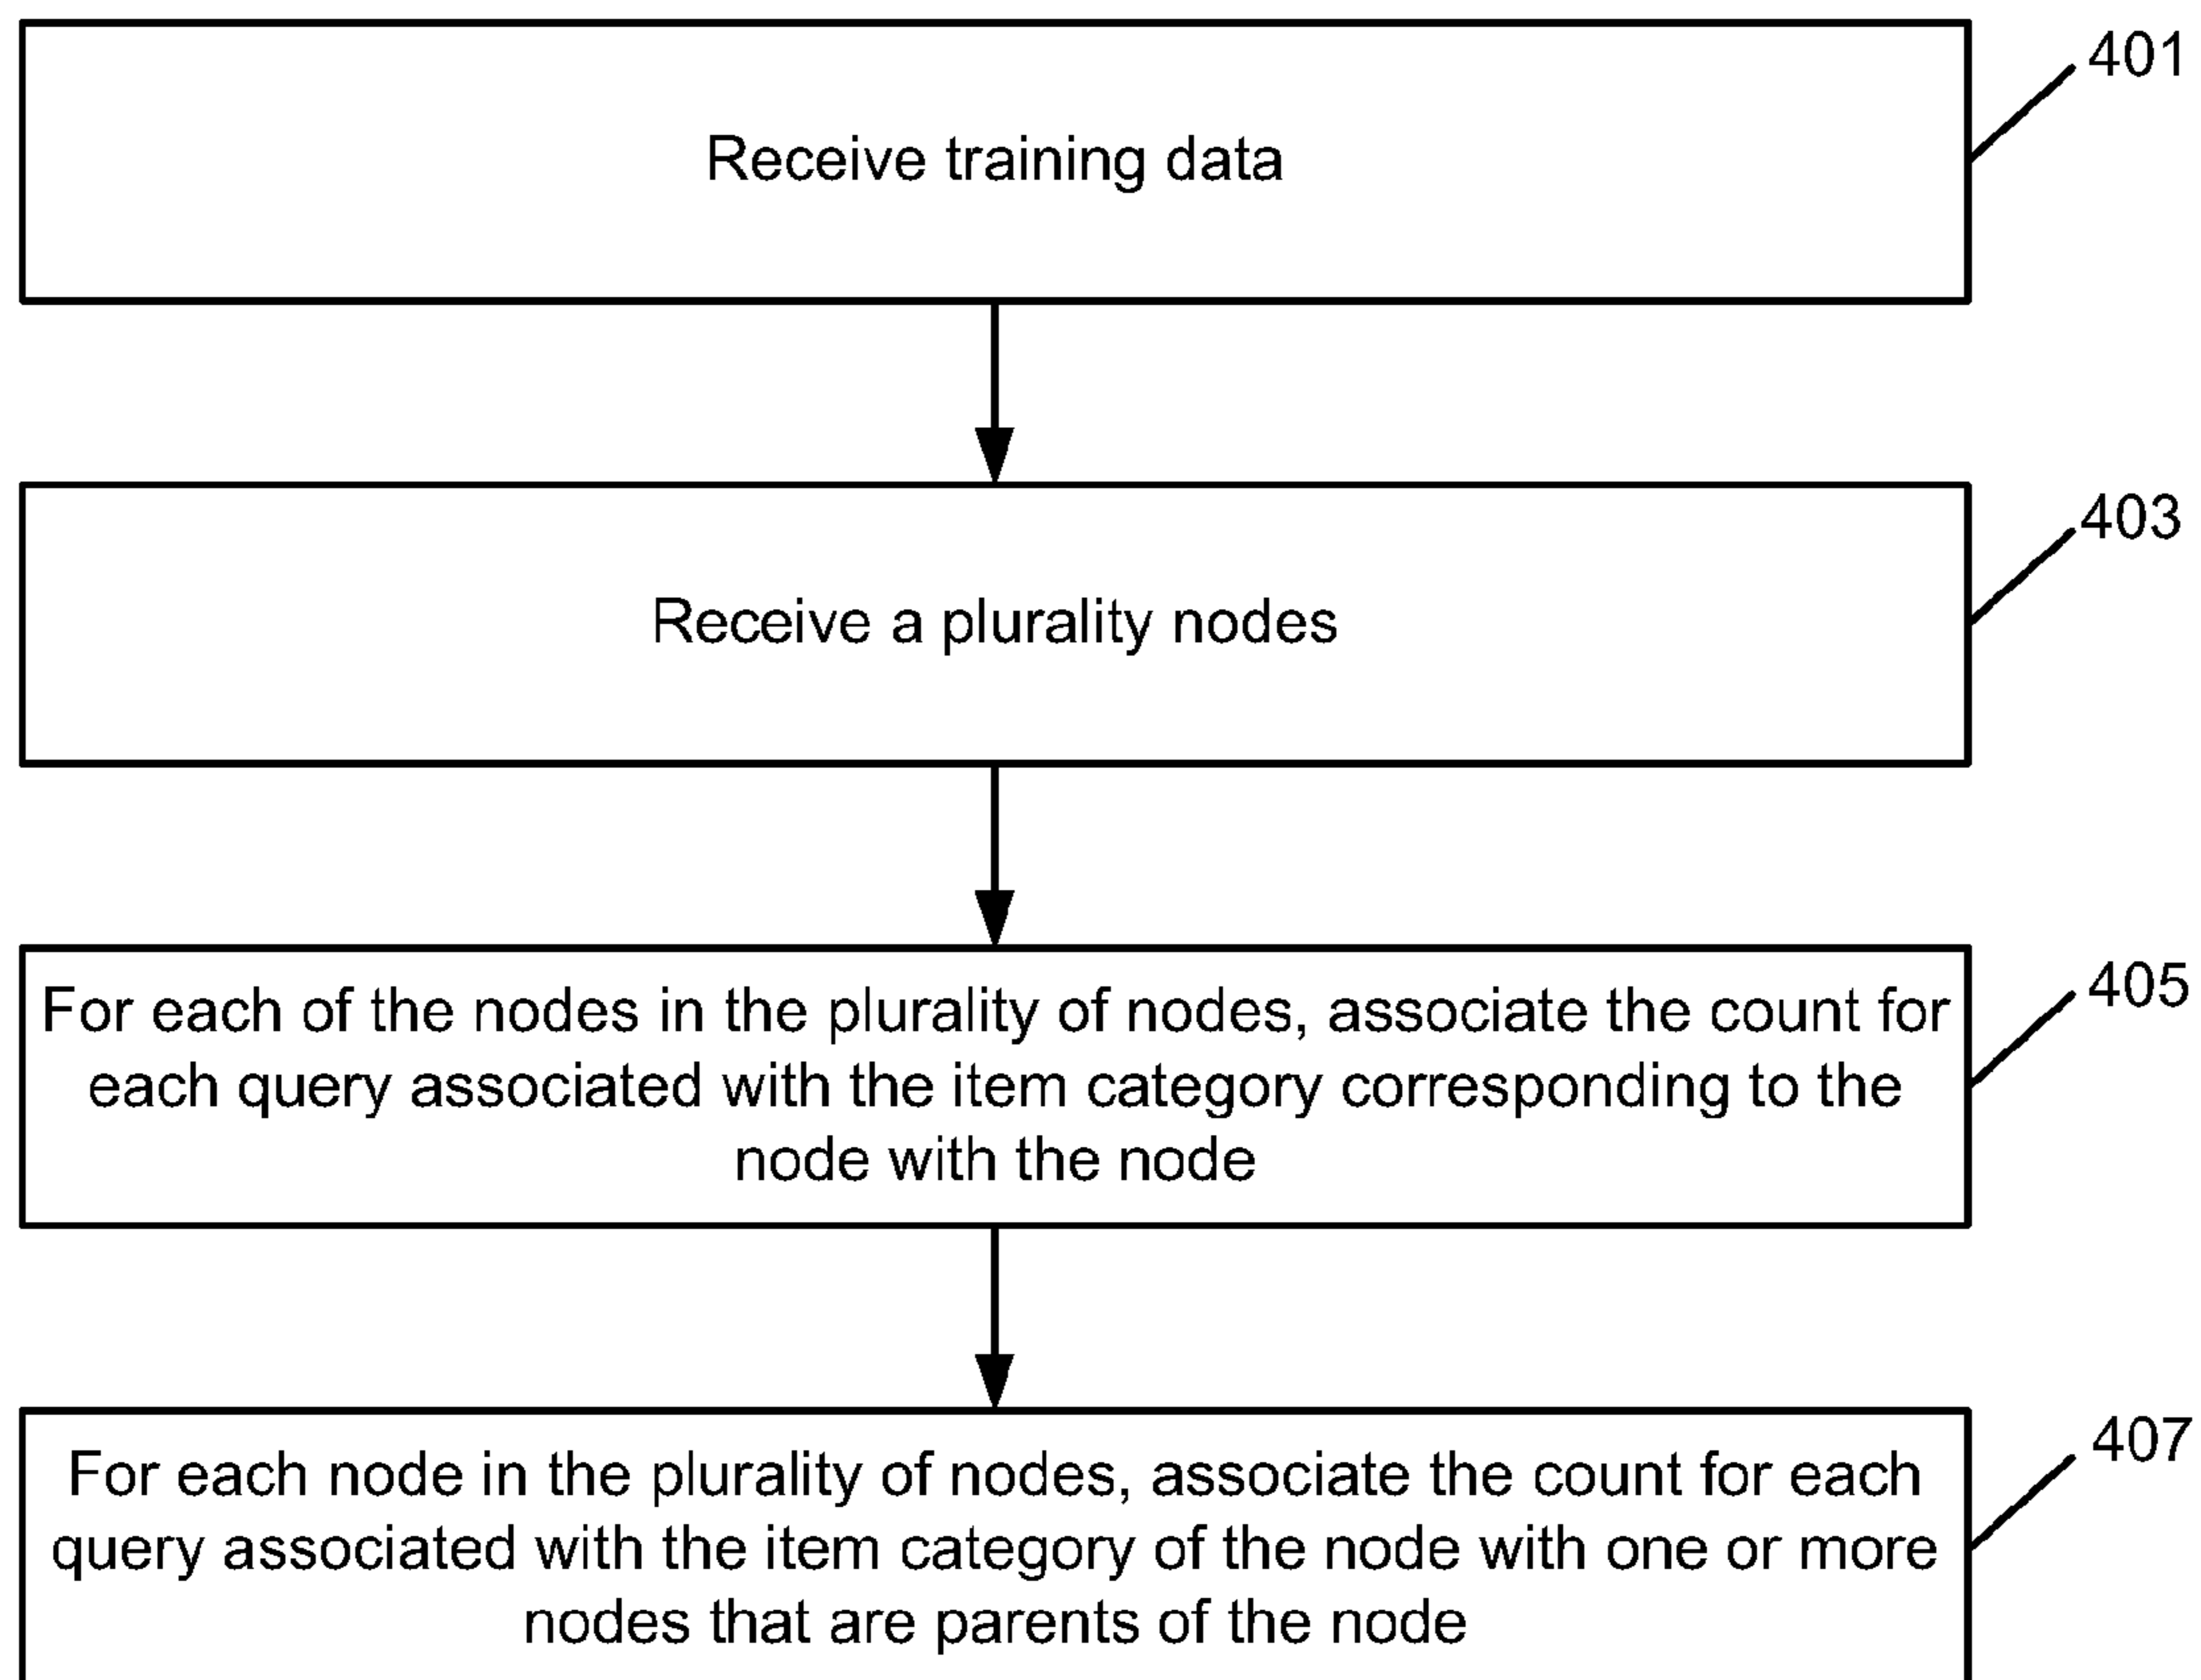 401
Receive training data
403
Receive a plurality nodes
405
For each of the nodes in the plurality of nodes, associate the count for
each query associated with the item category corresponding to the
node with the node
407
For each node in the plurality of nodes, associate the count for each
query associated with the item category of the node with one or more
nodes that are parents of the node